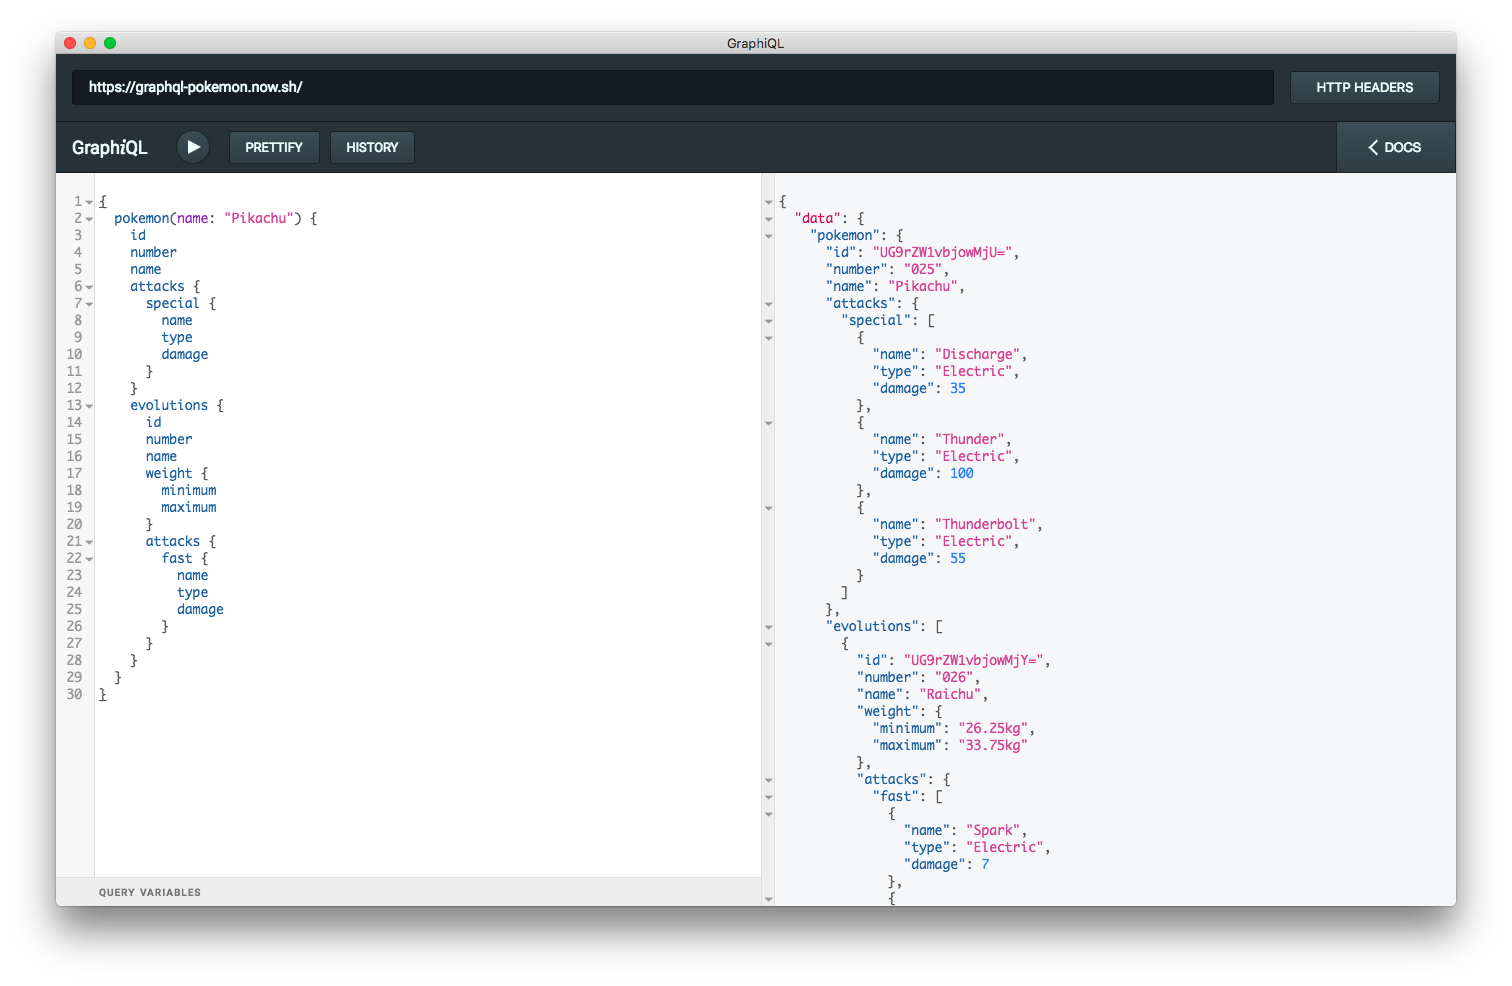 GraphiQL
https://graphql-pokemon.now.sh/
HTTP HEADERS
GraphiQL
PRETTIFY
HISTORY
DOCS
1 {
2 pokemon(name: "Pikachu") {
3 id
4 number
5 name
6 attacks {
7 special {
8 name
9 type
10 damage
11 }
12 }
13 evolutions {
14 id
15 number
16 name
17 weight {
18 minimum
19 maximum
20 }
21 attacks {
22 fast {
23 name
24 type
25 damage
26 }
27 }
28 }
29 }
30 }
QUERY VARIABLES
{
"data": {
"pokemon": {
"id": "UG9rZW1vbjowMjU=",
"number": "025",
"name": "Pikachu",
"attacks": {
"special": [
{
"name": "Discharge",
"type": "Electric",
"damage": 35
},
{
"name": "Thunder",
"type": "Electric",
"damage": 100
},
{
"name": "Thunderbolt",
"type": "Electric",
"damage": 55
}
]
},
"evolutions": [
{
"id": "UG9rZW1vbjowMjY=",
"number": "026",
"name": "Raichu",
"weight": {
"minimum": "26.25kg",
"maximum": "33.75kg"
},
"attacks": {
"fast": [
{
"name": "Spark",
"type": "Electric",
"damage": 7
},
{